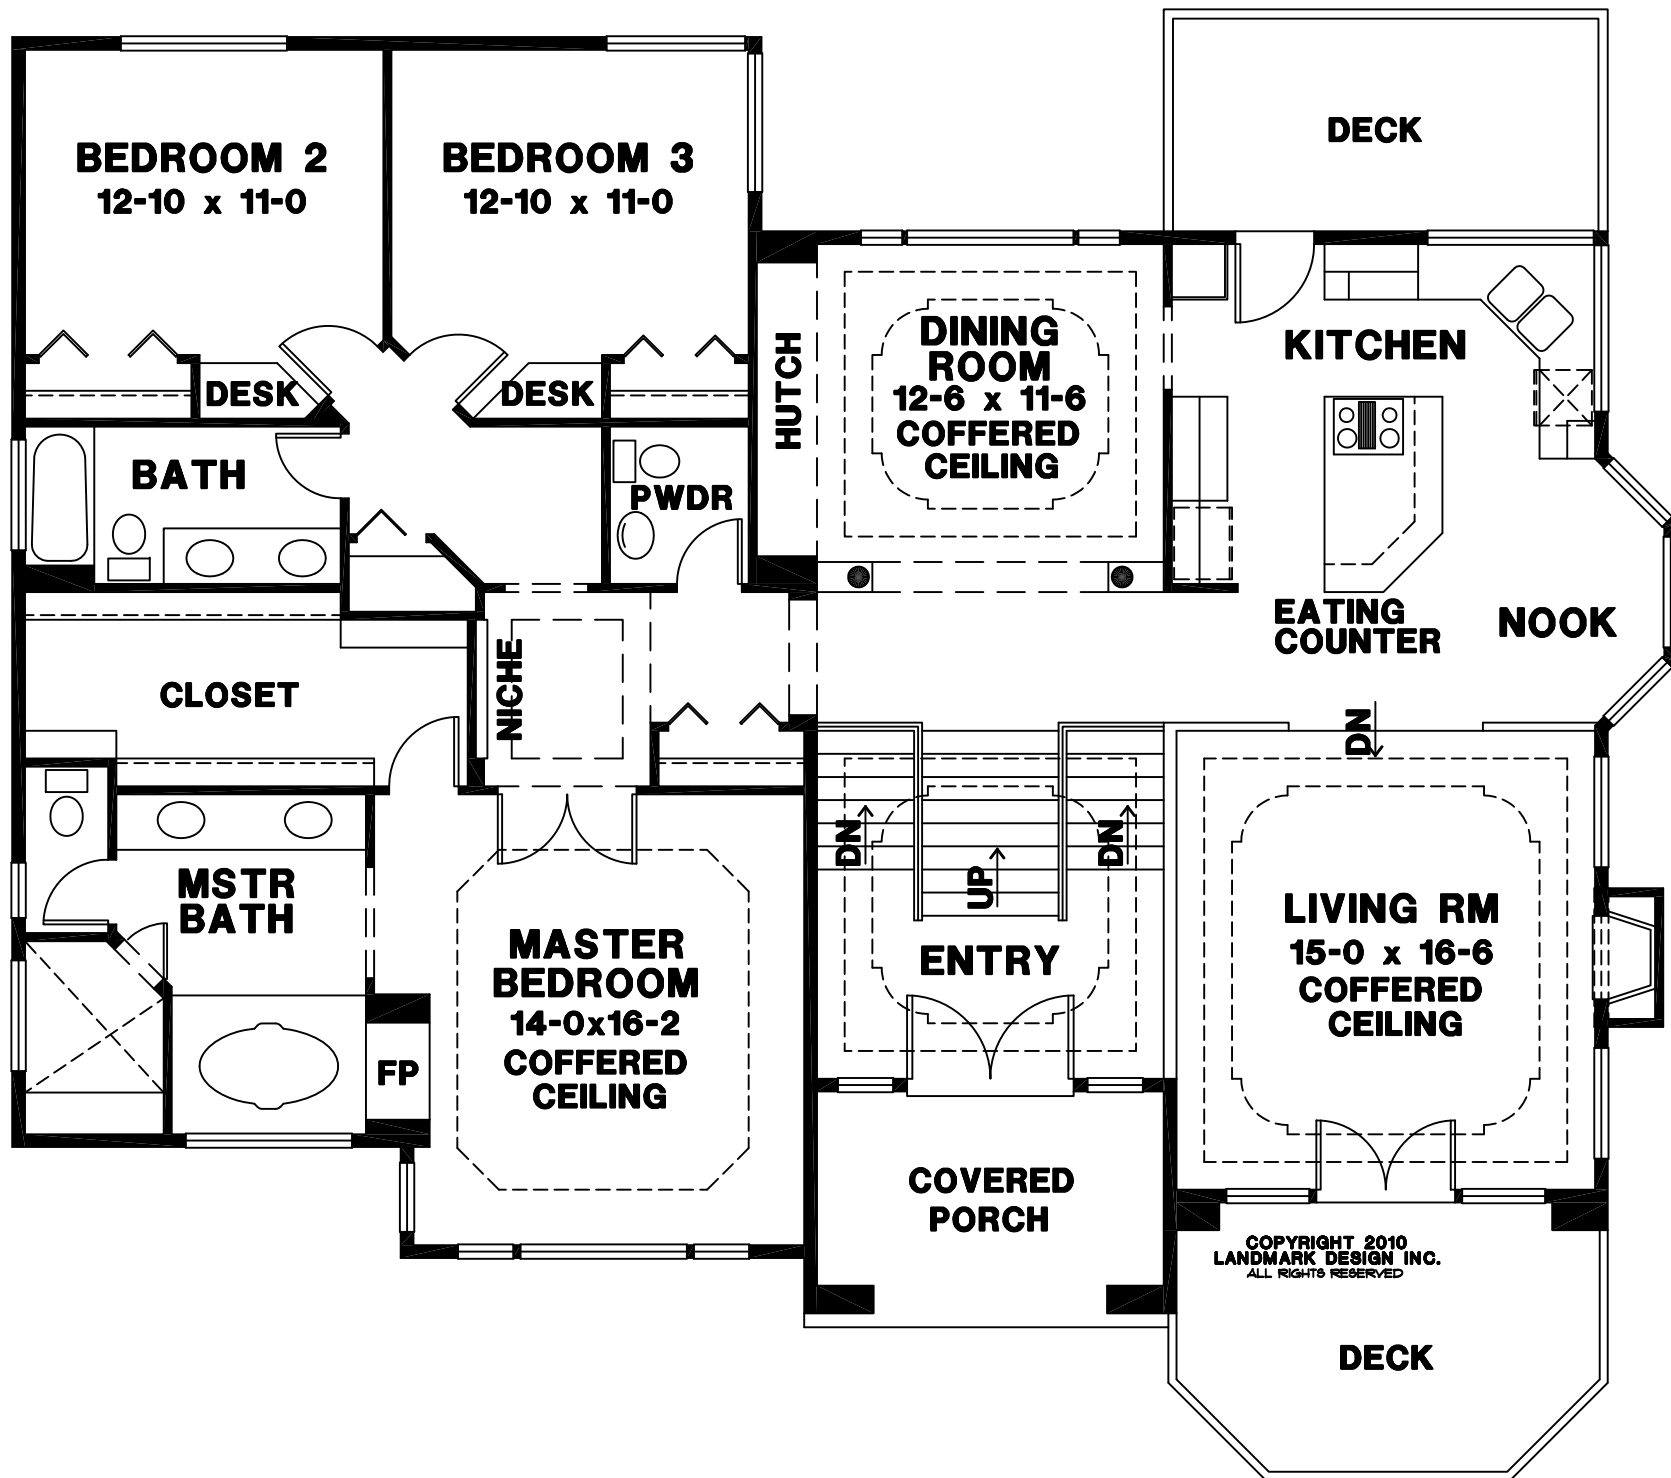 DECK
BEDROOM 2
12-10 x 11-0
BEDROOM 3
12-10 x 11-0
DESK
DESK
HUTCH
DINING
ROOM
12-6 x 11-6
COFFERED
CEILING
KITCHEN
BATH
PWDR
EATING
COUNTER
NOOK
CLOSET
NICHE
DN
DN
UP
DN
MSTR
BATH
MASTER
BEDROOM
14-0x16-2
COFFERED
CEILING
FP
ENTRY
LIVING RM
15-0 x 16-6
COFFERED
CEILING
COVERED
PORCH
COPYRIGHT 2010
LANDMARK DESIGN INC.
ALL RIGHTS RESERVED
DECK